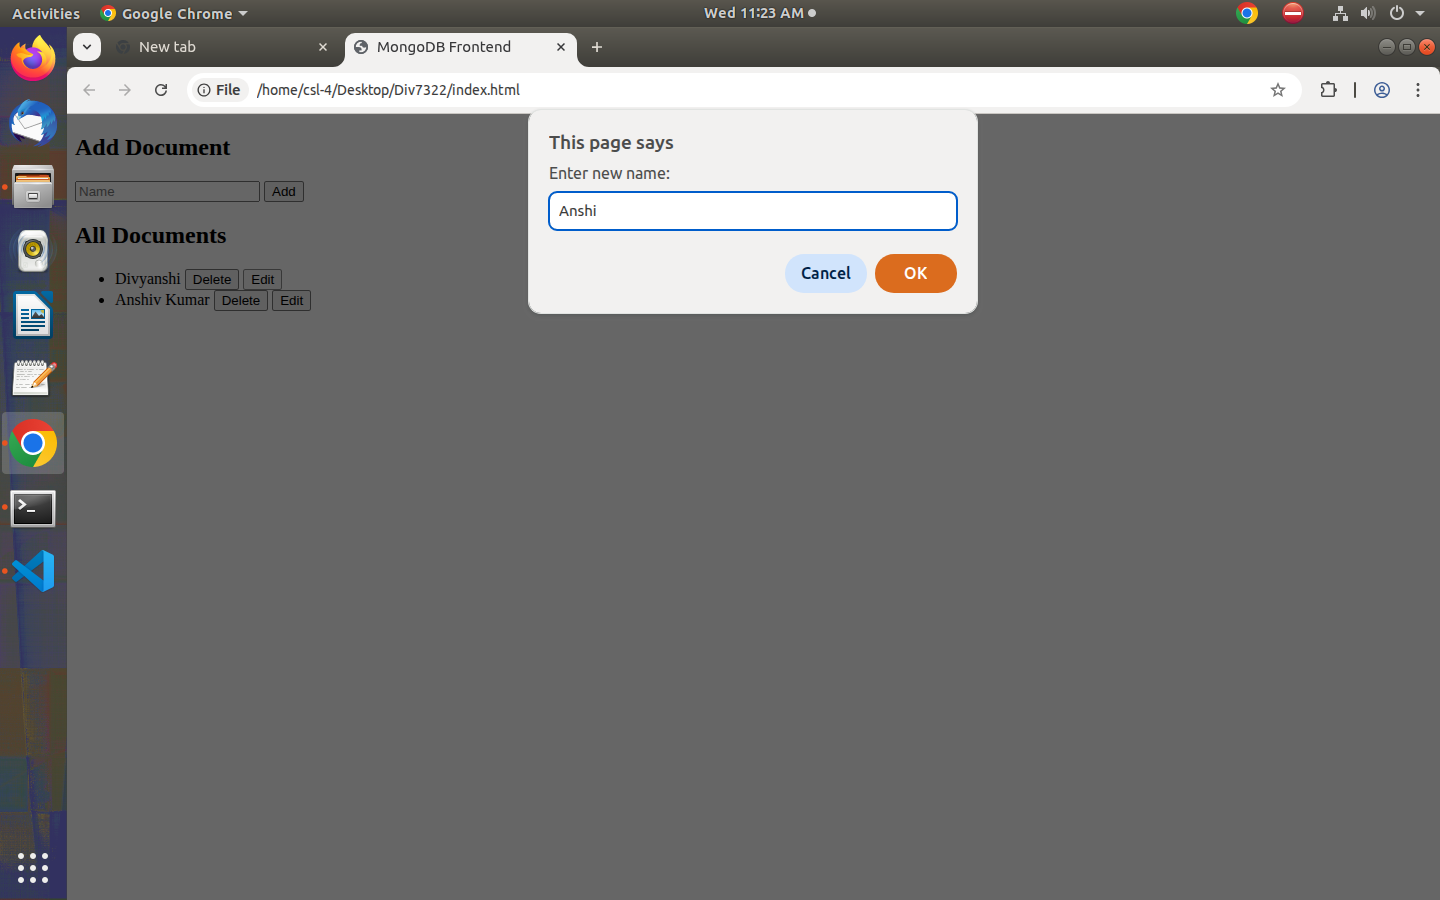 Activities Google Chrome Wed 11:23 AM
New tab MongoDB Frontend
File /home/csl-4/Desktop/Div7322/index.html
This page says
Enter new name:
Anshi
Cancel OK
Add Document
Name Add
All Documents
Divyanshi Delete Edit
Anshiv Kumar Delete Edit